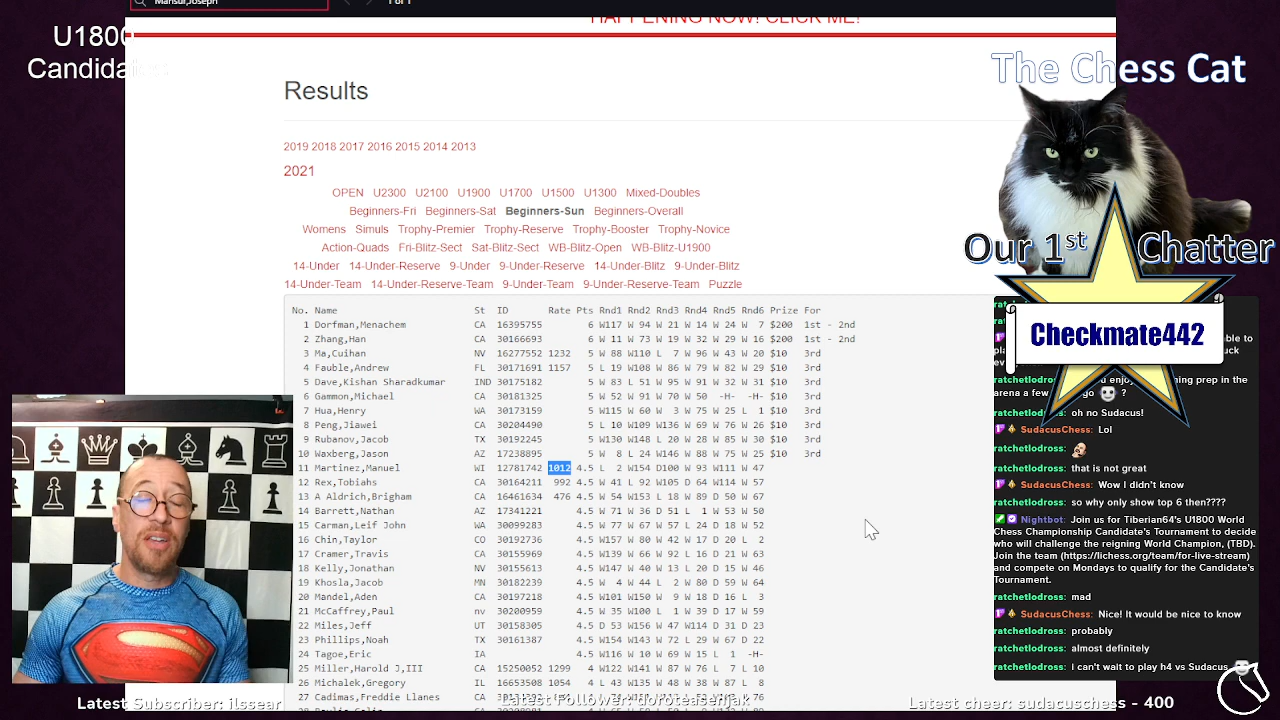 Mansur,Joseph
1 of 1
HAPPENING NOW! CLICK ME!
U1800
Candida
The Chess Cat
Results
2019 2018 2017 2016 2015 2014 2013
2021
OPEN U2300 U2100 U1900 U1700 U1500 U1300 Mixed-Doubles
Beginners-Fri Beginners-Sat Beginners-Sun Beginners-Overall
Womens Simuls Trophy-Premier Trophy-Reserve Trophy-Booster Trophy-Novice
Action-Quads Fri-Blitz-Sect Sat-Blitz-Sect WB-Blitz-Open WB-Blitz-U1900
14-Under 14-Under-Reserve 9-Under 9-Under-Reserve 14-Under-Blitz 9-Under-Blitz
14-Under-Team 14-Under-Reserve-Team 9-Under-Team 9-Under-Reserve-Team Puzzle
No. Name St ID Rate Pts Rnd1 Rnd2 Rnd3 Rnd4 Rnd5 Rnd6 Prize For
1 Dorfman,Menachem CA 16395755 6 W117 W 94 W 21 W 14 W 24 W 7 $200 1st - 2nd
2 Zhang,Han CA 30166693 6 W 11 W 73 W 19 W 32 W 29 W 16 $200 1st - 2nd
3 Ma,Cuihan NV 16277552 1232 5 W 88 W110 L 7 W 96 W 43 W 20 $10 3rd
4 Fauble,Andrew FL 30171691 1157 5 L 19 W108 W 86 W 79 W 82 W 29 $10 3rd
5 Dave,Kishan Sharadkumar IND 30175182 5 W 83 L 51 W 95 W 91 W 32 W 31 $10 3rd
6 Gammon,Michael CA 30181325 5 W 52 W 91 W 70 W 50 -H- -H- $10 3rd
7 Hua,Henry WA 30173159 5 W115 W 60 W 3 W 75 W 25 L 1 $10 3rd
8 Peng,Jiawei CA 30204490 5 L 10 W109 W136 W 69 W 76 W 26 $10 3rd
9 Rubanov,Jacob TX 30192245 5 W130 W148 L 20 W 28 W 85 W 30 $10 3rd
10 Waxberg,Jason AZ 17238895 5 W 8 L 24 W146 W 88 W 75 W 25 $10 3rd
11 Martinez,Manuel WI 12781742 1012 4.5 L 2 W154 D100 W 93 W111 W 47
12 Rex,Tobiahs CA 30164211 992 4.5 W 41 L 92 W105 D 64 W114 W 56
13 A Aldrich,Brigham CA 16461634 476 4.5 W 54 W153 L 18 W 89 D 50 W 67
14 Barrett,Nathan AZ 17341221 4.5 W 71 W 36 D 51 L 1 W 53 W 50
15 Carman,Leif John WA 30099283 4.5 W 77 W 67 W 57 L 24 D 18 W 52
16 Chin,Taylor CO 30192736 4.5 W157 W 80 W 42 W 17 D 20 L 2
17 Cramer,Travis CA 30155969 4.5 W139 W 66 W 92 L 16 D 21 W 63
18 Kelly,Jonathan NV 30155613 4.5 W147 W 40 W 13 L 20 D 15 W 46
19 Khosla,Jacob MN 30182239 4.5 W 4 W 44 L 2 W 80 D 59 W 64
20 Mandel,Aden CA 30197218 4.5 W101 W150 W 9 W 18 D 16 L 3
21 McCaffrey,Paul nv 30200959 4.5 W 35 W100 L 1 W 39 D 17 W 59
22 Miles,Jeff UT 30158305 4.5 D 53 W156 W 47 W114 D 31 D 23
23 Phillips,Noah TX 30161387 4.5 W154 W143 W 72 L 29 W 67 D 22
24 Tagoe,Eric IA 4.5 W116 W 10 W 69 W 15 L 1 -H-
25 Miller,Harold J,III CA 15250052 1299 4 W122 W141 W 87 W 76 L 7 L 10
26 Michalek,Gregory IL 16653508 1054 4 L 43 W135 W 48 W 38 W 87 L 8
27 Cadimas,Freddie Llanes CA
Our 1st Chatter
Checkmate442
ratchetlodross:
oh no Sudacus!
SudacusChess: Lol
ratchetlodross:
ratchetlodross: that is not great
SudacusChess: Wow I didn't know
ratchetlodross: so why only show top 6 then????
Nightbot: Join us for Tiberian64's U1800 World
Chess Championship Candidate's Tournament to decide
who will challenge the reigning World Champion, TBD!
Join the team (https://lichess.org/team/for-live-stream)
and compete on Mondays to qualify for the Candidate's
Tournament.
ratchetlodross: mad
SudacusChess: Nice! It would be nice to know
ratchetlodross: probably
ratchetlodross: almost definitely
ratchetlodross: I can't wait to play h4 vs Sudacus
Latest Subscriber: ilssear
Latest Follower: doroteasenjak
Latest cheer: sudacuschess - 400